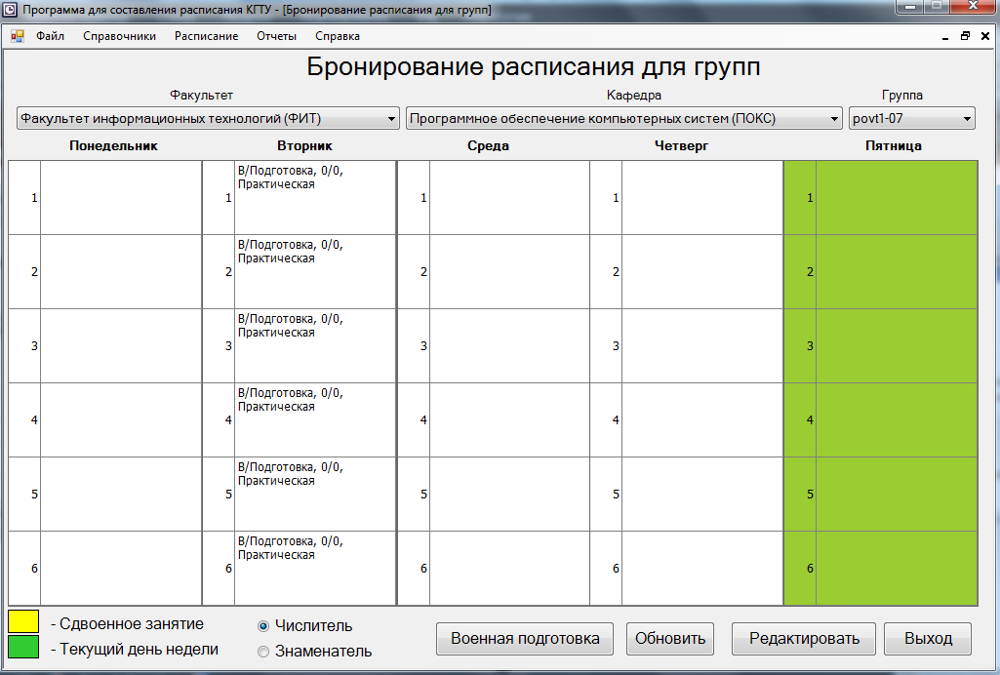 Программа для составления расписания КГТУ - [Бронирование расписания для групп]
Файл Справочники Расписание Отчеты Справка
Бронирование расписания для групп
Факультет Кафедра Группа
Факультет информационных технологий (ФИТ) Программное обеспечение компьютерных систем (ПОКС) povt1-07
Понедельник Вторник Среда Четверг Пятница
В/Подготовка, 0/0,
Практическая
1 1 1 1 1
В/Подготовка, 0/0,
Практическая
2 2 2 2 2
В/Подготовка, 0/0,
Практическая
3 3 3 3 3
В/Подготовка, 0/0,
Практическая
4 4 4 4 4
В/Подготовка, 0/0,
Практическая
5 5 5 5 5
В/Подготовка, 0/0,
Практическая
6 6 6 6 6
- Сдвоенное занятие
- Текущий день недели
Числитель
Знаменатель
Военная подготовка Обновить Редактировать Выход